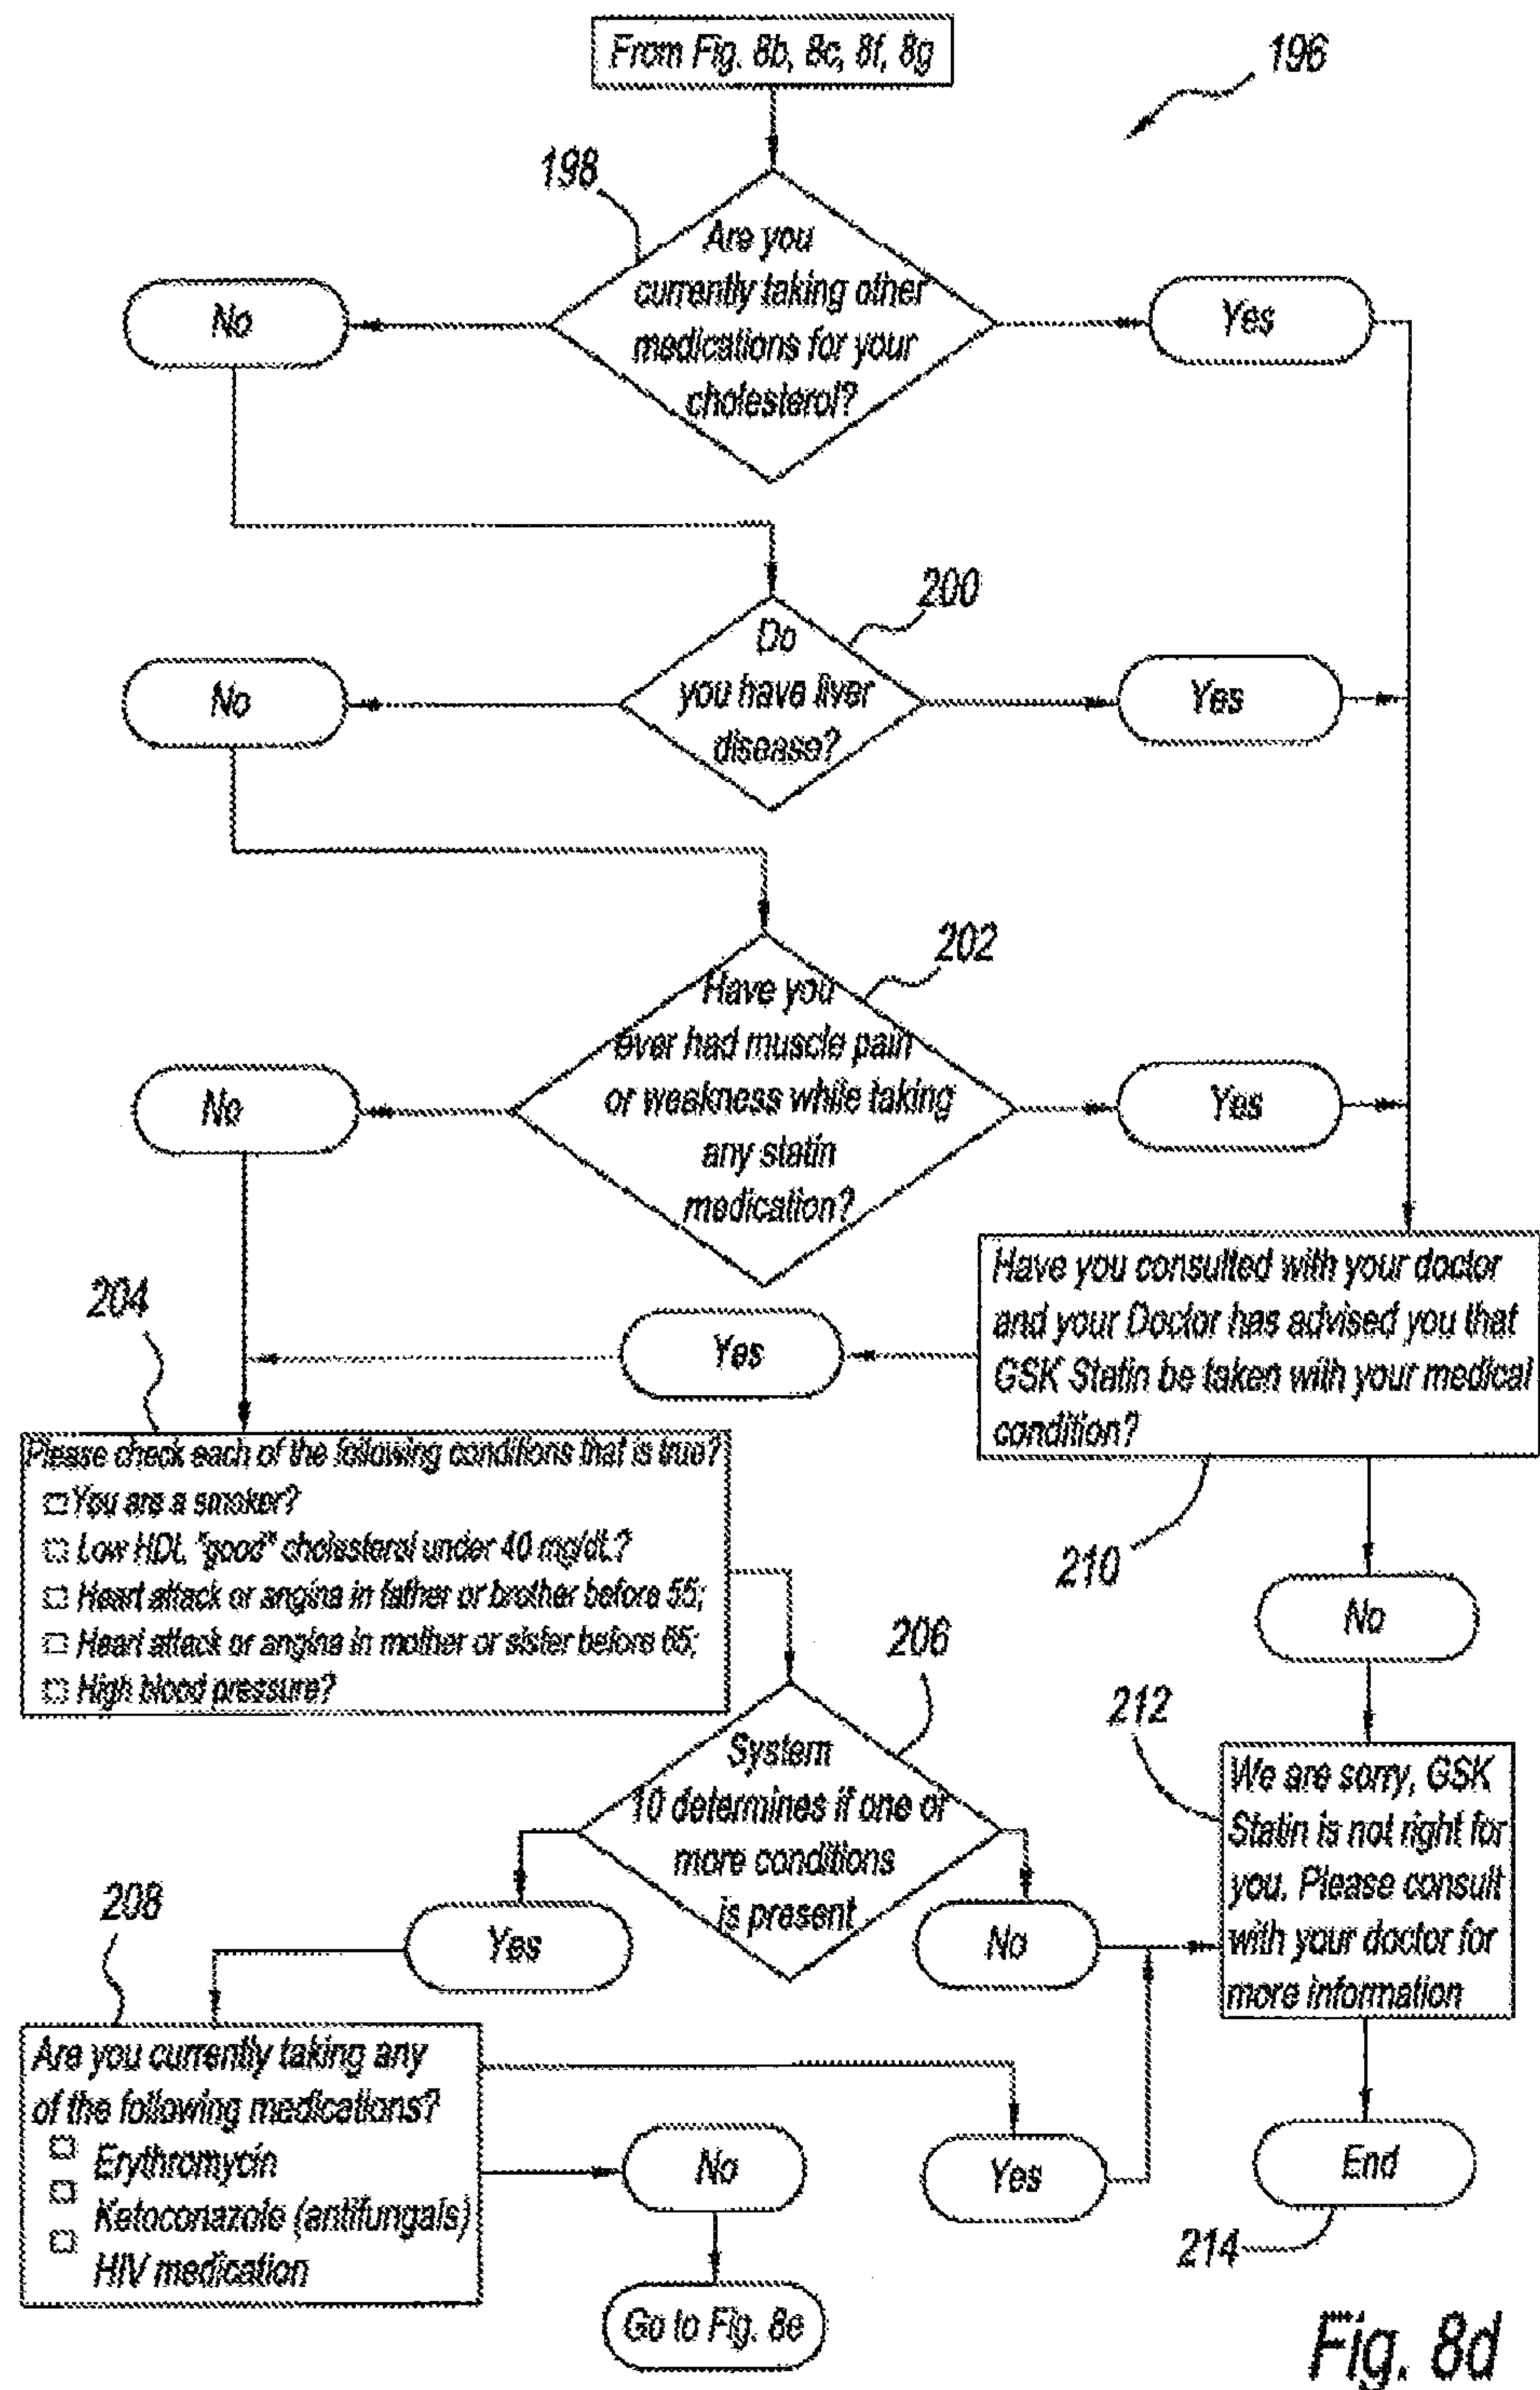 From Fig. 8b, 8c, 8f, 8g
196
198
Are you
currently taking other
medications for your
cholesterol?
No
Yes
200
Do
you have liver
disease?
No
Yes
202
Have you
ever had muscle pain
or weakness while taking
any statin
medication?
No
Yes
204
Yes
Have you consulted with your doctor
and your Doctor has advised you that
GSK Statin be taken with your medical
condition?
210
Please check each of the following conditions that is true?
You are a smoker?
Low HDL "good" cholesterol under 40 mg/dL?
Heart attack or angina in father or brother before 55;
Heart attack or angina in mother or sister before 65;
High blood pressure?
No
206
System
10 determines if one or
more conditions
is present
212
We are sorry, GSK
Statin is not right for
you. Please consult
with your doctor for
more information
Yes
No
208
Are you currently taking any
of the following medications?
Erythromycin
Ketoconazole (antifungals)
HIV medication
No
Yes
End
214
Go to Fig. 8e
Fig. 8d